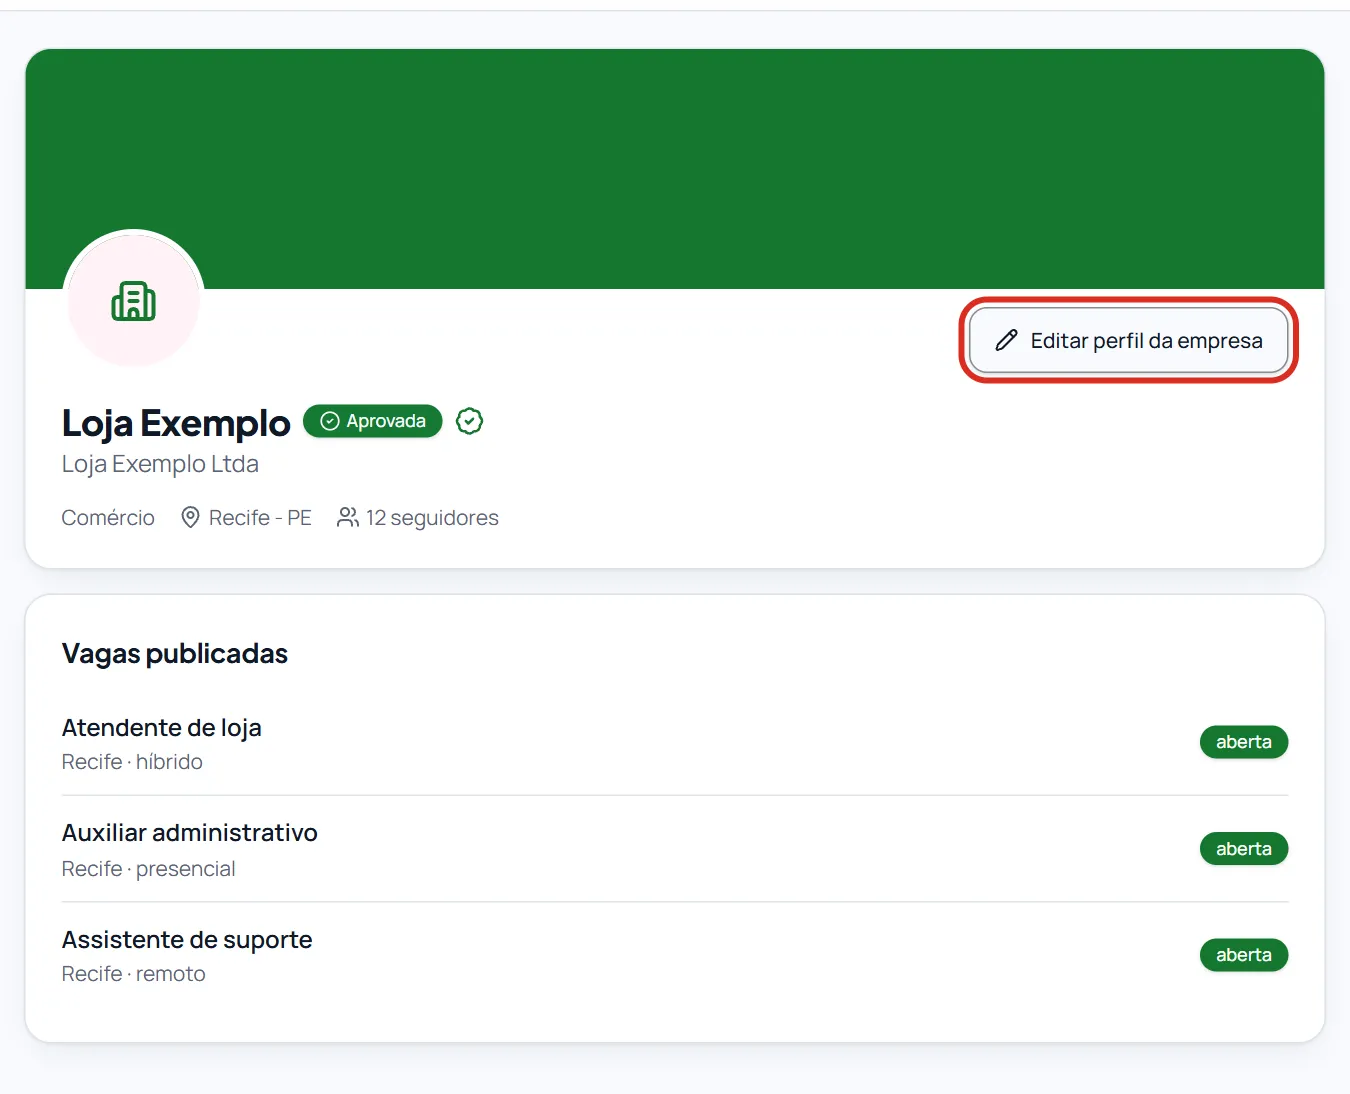 Editar perfil da empresa
Loja Exemplo Aprovada
Loja Exemplo Ltda
Comércio Recife - PE 12 seguidores
Vagas publicadas
Atendente de loja
Recife · híbrido
aberta
Auxiliar administrativo
Recife · presencial
aberta
Assistente de suporte
Recife · remoto
aberta